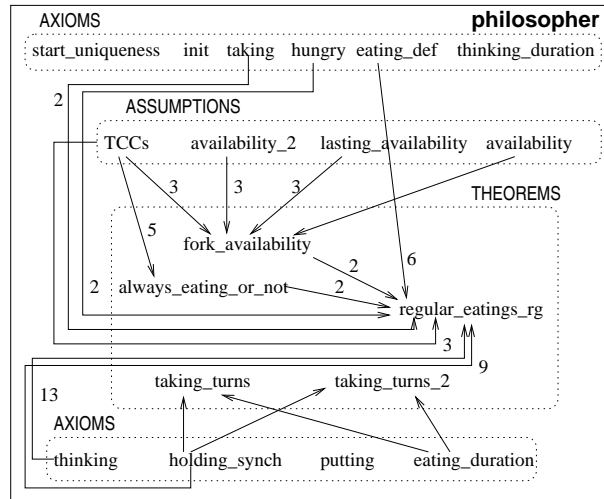 AXIOMS philosopher
start_uniqueness init taking hungry eating_def thinking_duration
2
ASSUMPTIONS
TCCs availability_2 lasting_availability availability
3 3 3
THEOREMS
5
fork_availability
2 6
always_eating_or_not 2
2
regular_eatings_rg
3 9
13
taking_turns taking_turns_2
AXIOMS
thinking holding_synch putting eating_duration